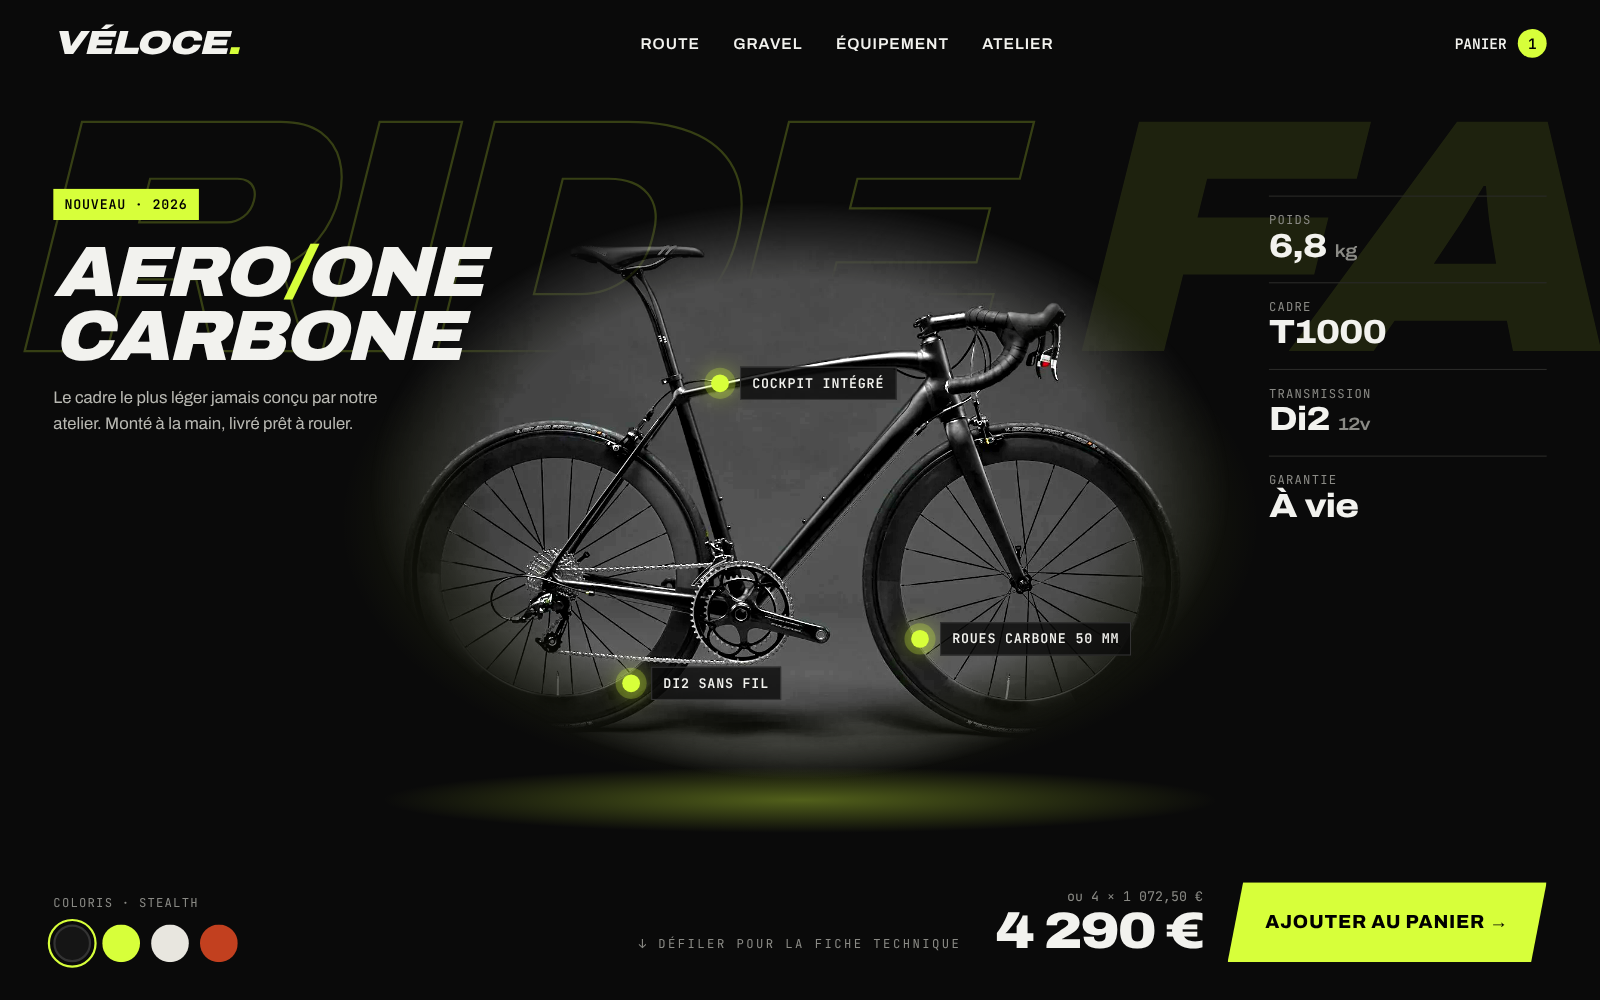 VÉLOCE.
ROUTE GRAVEL ÉQUIPEMENT ATELIER
PANIER 1
RIDE FA
NOUVEAU · 2026
AERO/ONE
CARBONE
Le cadre le plus léger jamais conçu par notre
atelier. Monté à la main, livré prêt à rouler.
COCKPIT INTÉGRÉ
ROUES CARBONE 50 MM
DI2 SANS FIL
POIDS
6,8 kg
CADRE
T1000
TRANSMISSION
Di2 12v
GARANTIE
À vie
COLORIS · STEALTH
↓ DÉFILER POUR LA FICHE TECHNIQUE
ou 4 × 1 072,50 €
4 290 €
AJOUTER AU PANIER →